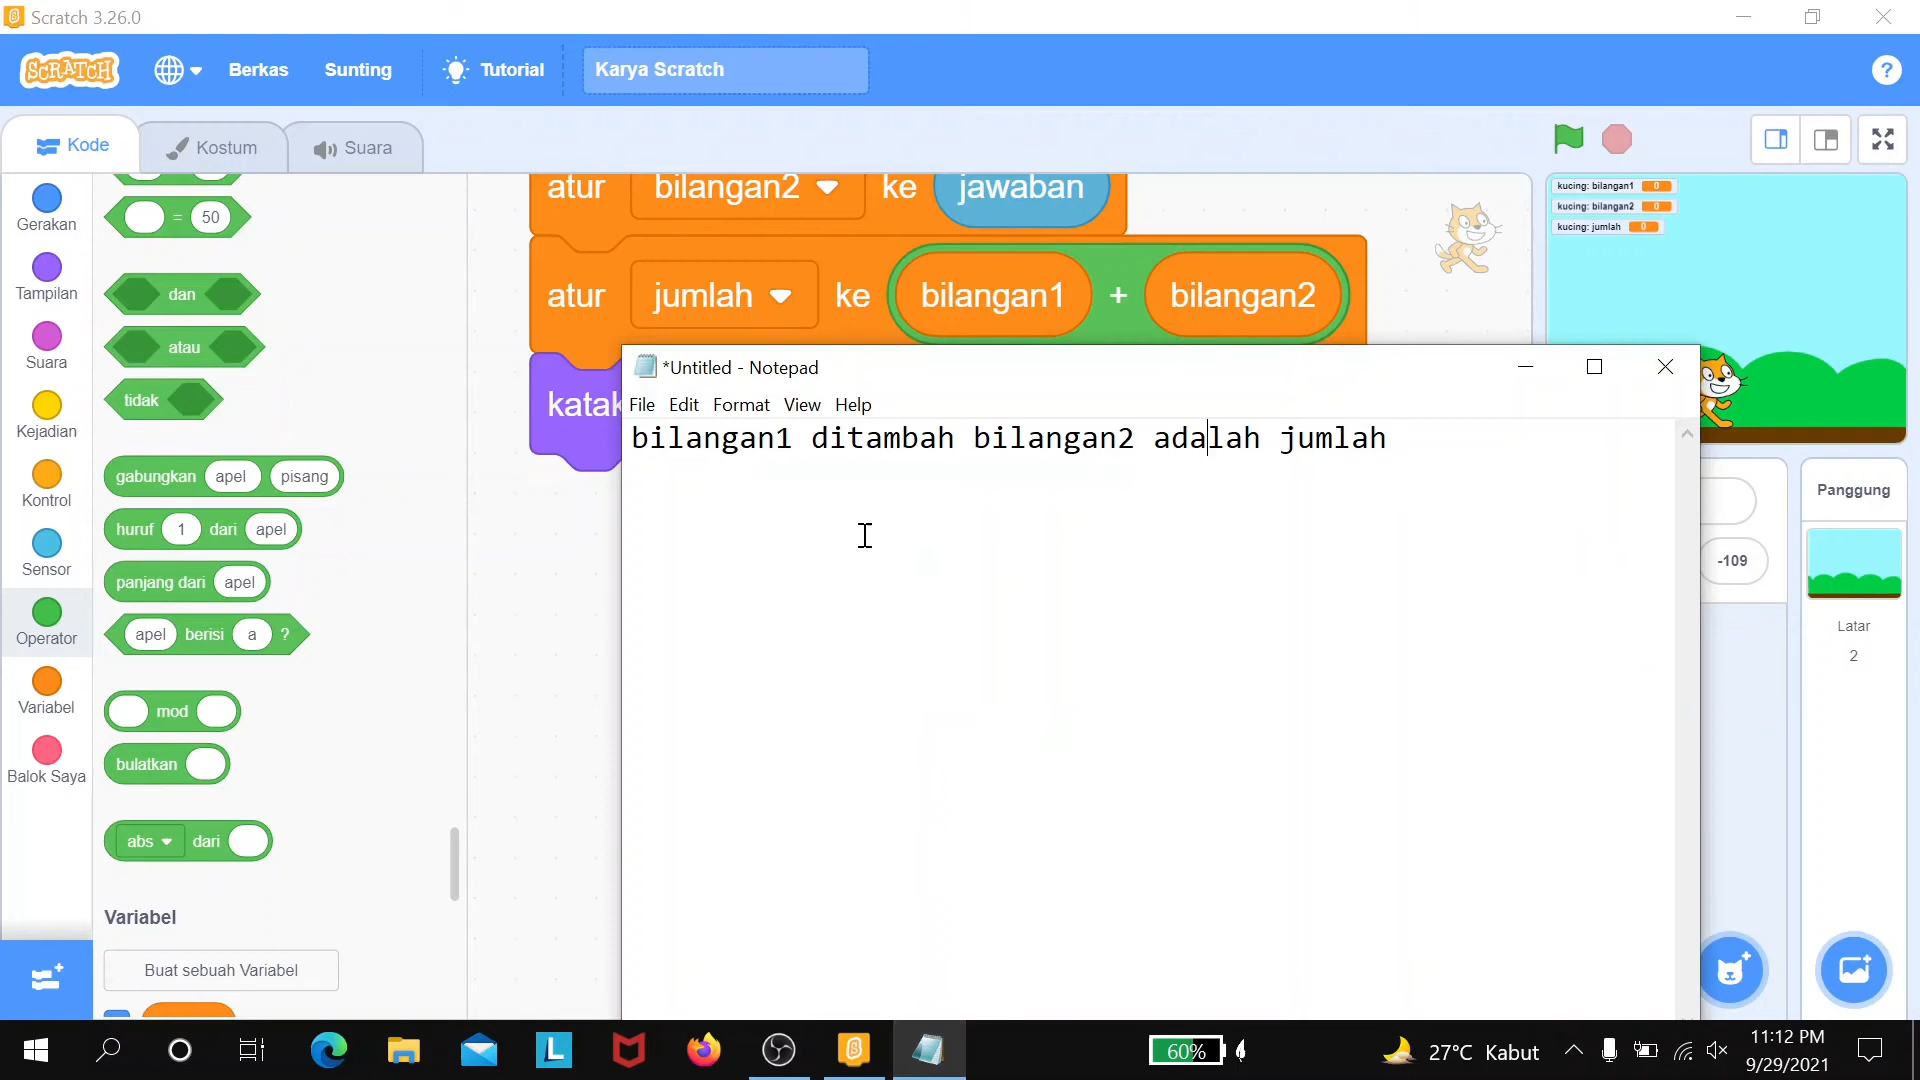 Scratch 3.26.0
SCRATCH
Berkas
Sunting
Tutorial
Karya Scratch
?
Kode
Kostum
Suara
Gerakan
Tampilan
Suara
Kejadian
Kontrol
Sensor
Operator
Variabel
Balok Saya
= 50
dan
atau
tidak
gabungkan apel pisang
huruf 1 dari apel
panjang dari apel
apel berisi a ?
mod
bulatkan
abs dari
Variabel
Buat sebuah Variabel
atur bilangan2 ke jawaban
atur jumlah ke bilangan1 + bilangan2
*Untitled - Notepad
File Edit Format View Help
bilangan1 ditambah bilangan2 adalah jumlah
kucing: bilangan1 0
kucing: bilangan2 0
kucing: jumlah 0
-109
Panggung
Latar
2
60%
27°C Kabut
11:12 PM
9/29/2021